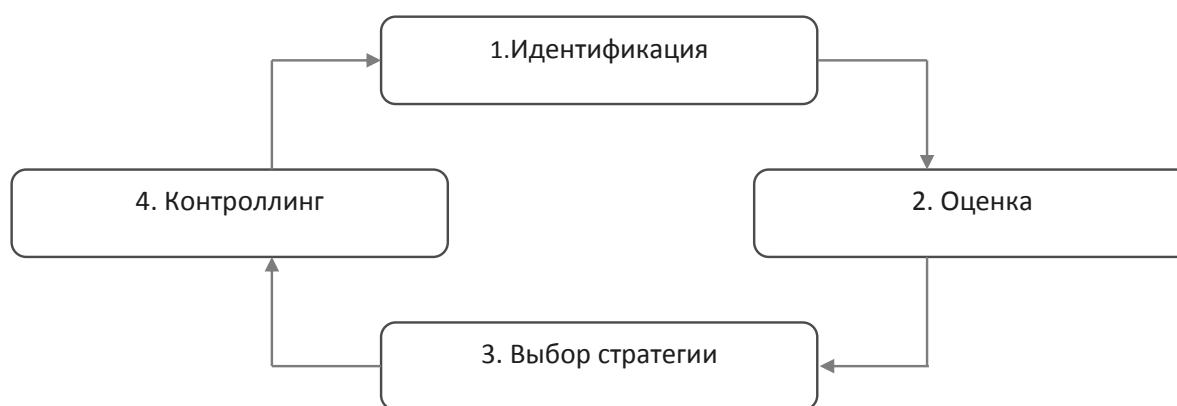 1.Идентификация
4. Контроллинг
2. Оценка
3. Выбор стратегии